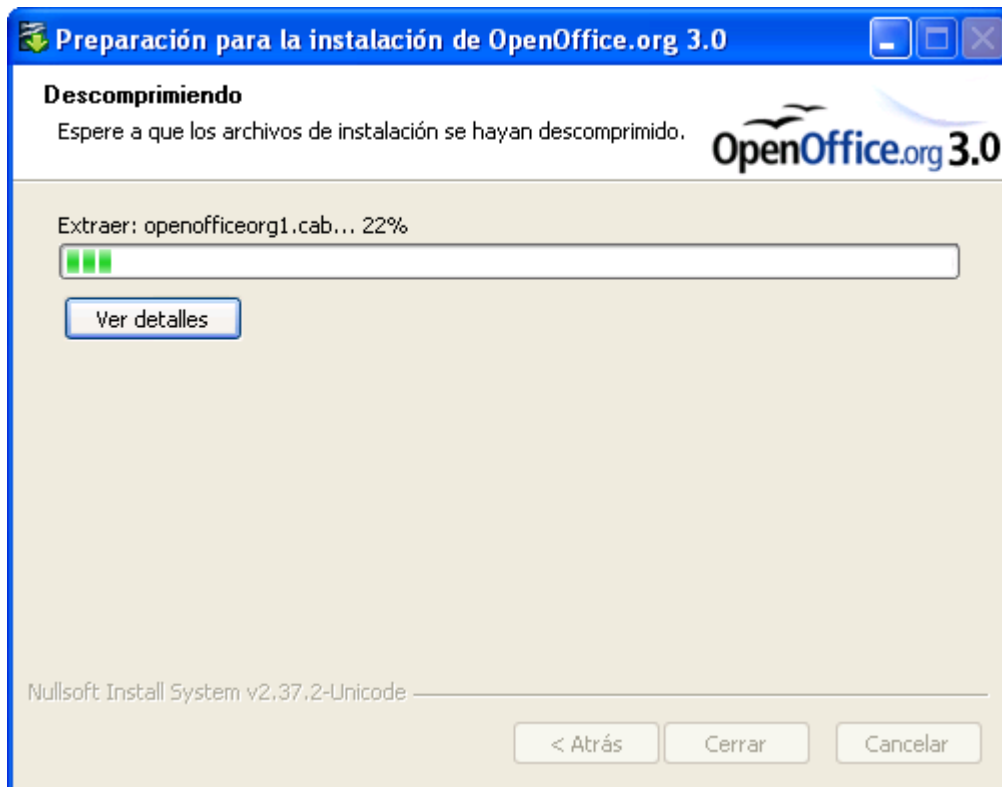 Preparación para la instalación de OpenOffice.org 3.0
Descomprimiendo
Espere a que los archivos de instalación se hayan descomprimido.
OpenOffice.org 3.0
Extraer: openofficeorg1.cab... 22%
Ver detalles
Nullsoft Install System v2.37.2-Unicode
< Atrás
Cerrar
Cancelar